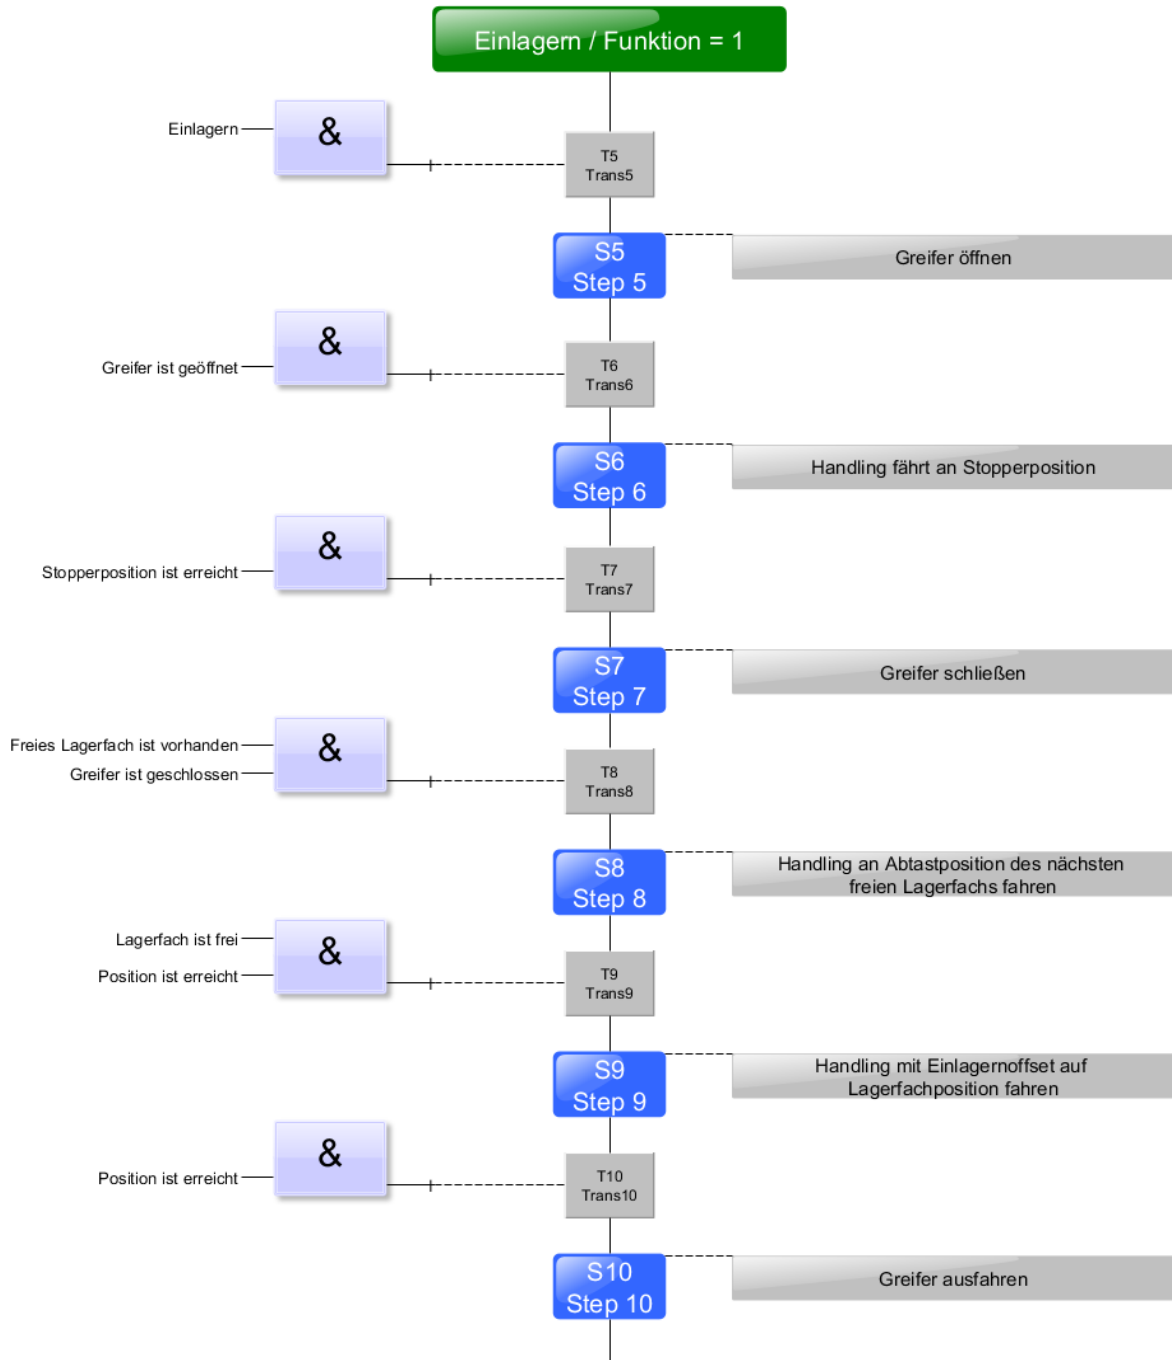 Einlagern / Funktion = 1
Einlagern
&
T5
Trans5
S5
Step 5
Greifer öffnen
&
Greifer ist geöffnet
T6
Trans6
S6
Step 6
Handling fährt an Stopperposition
&
Stopperposition ist erreicht
T7
Trans7
S7
Step 7
Greifer schließen
Freies Lagerfach ist vorhanden
&
Greifer ist geschlossen
T8
Trans8
S8
Step 8
Handling an Abtastposition des nächsten
freien Lagerfachs fahren
Lagerfach ist frei
&
Position ist erreicht
T9
Trans9
S9
Step 9
Handling mit Einlagernoffset auf
Lagerfachposition fahren
&
Position ist erreicht
T10
Trans10
S10
Step 10
Greifer ausfahren